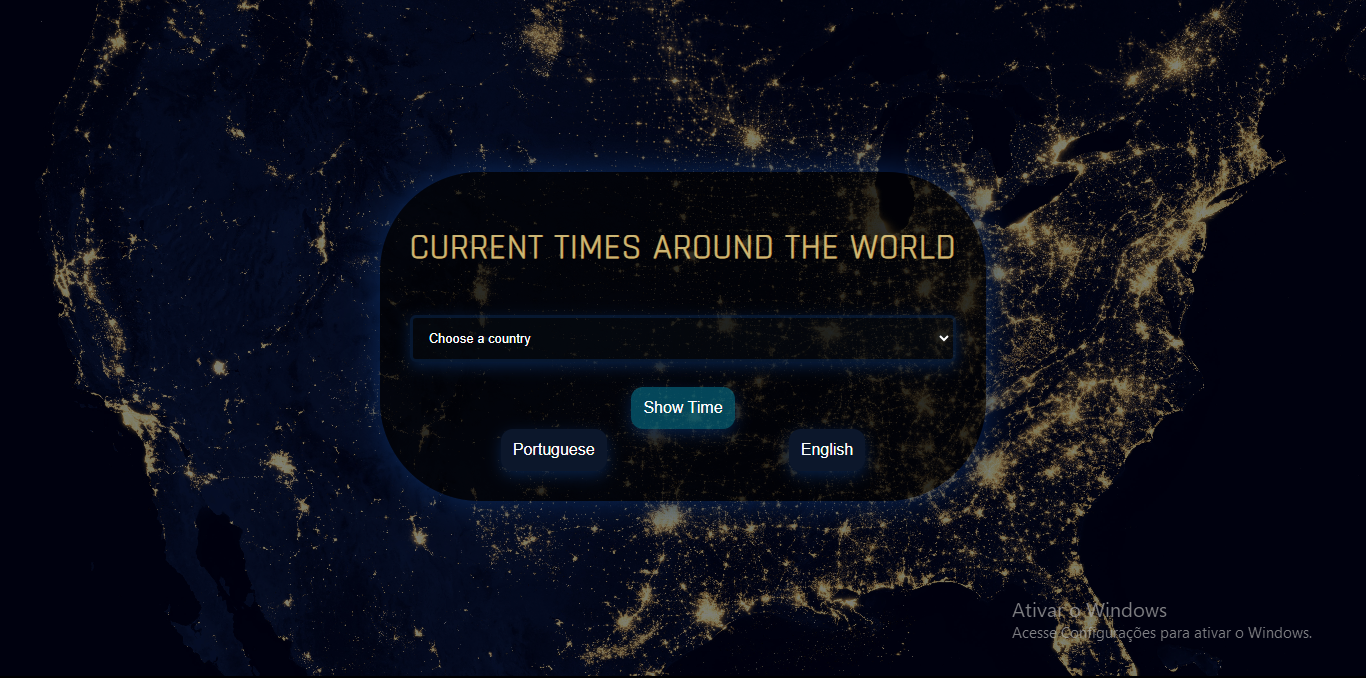 CURRENT TIMES AROUND THE WORLD
Choose a country
Show Time
Portuguese
English
Ativar o Windows
Acesse Configurações para ativar o Windows.